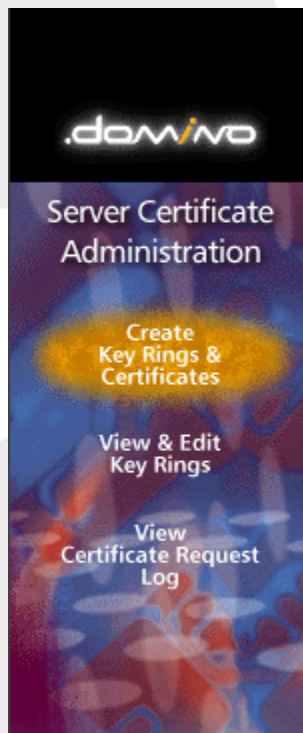 .domino
Server Certificate
Administration
Create
Key Rings &
Certificates
View & Edit
Key Rings
View
Certificate Request
Log